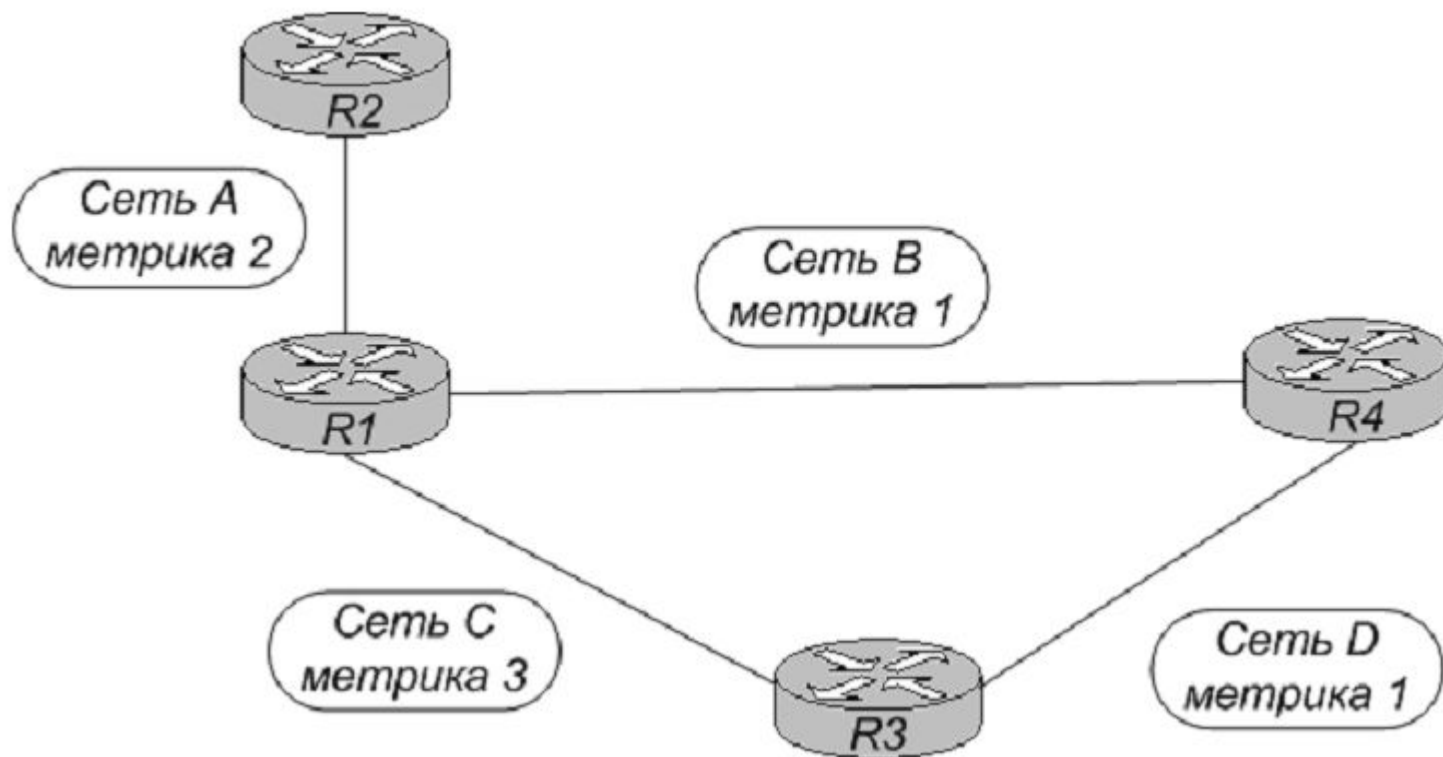 R2
Сеть A
метрика 2
Сеть B
метрика 1
R1
R4
Сеть C
метрика 3
Сеть D
метрика 1
R3